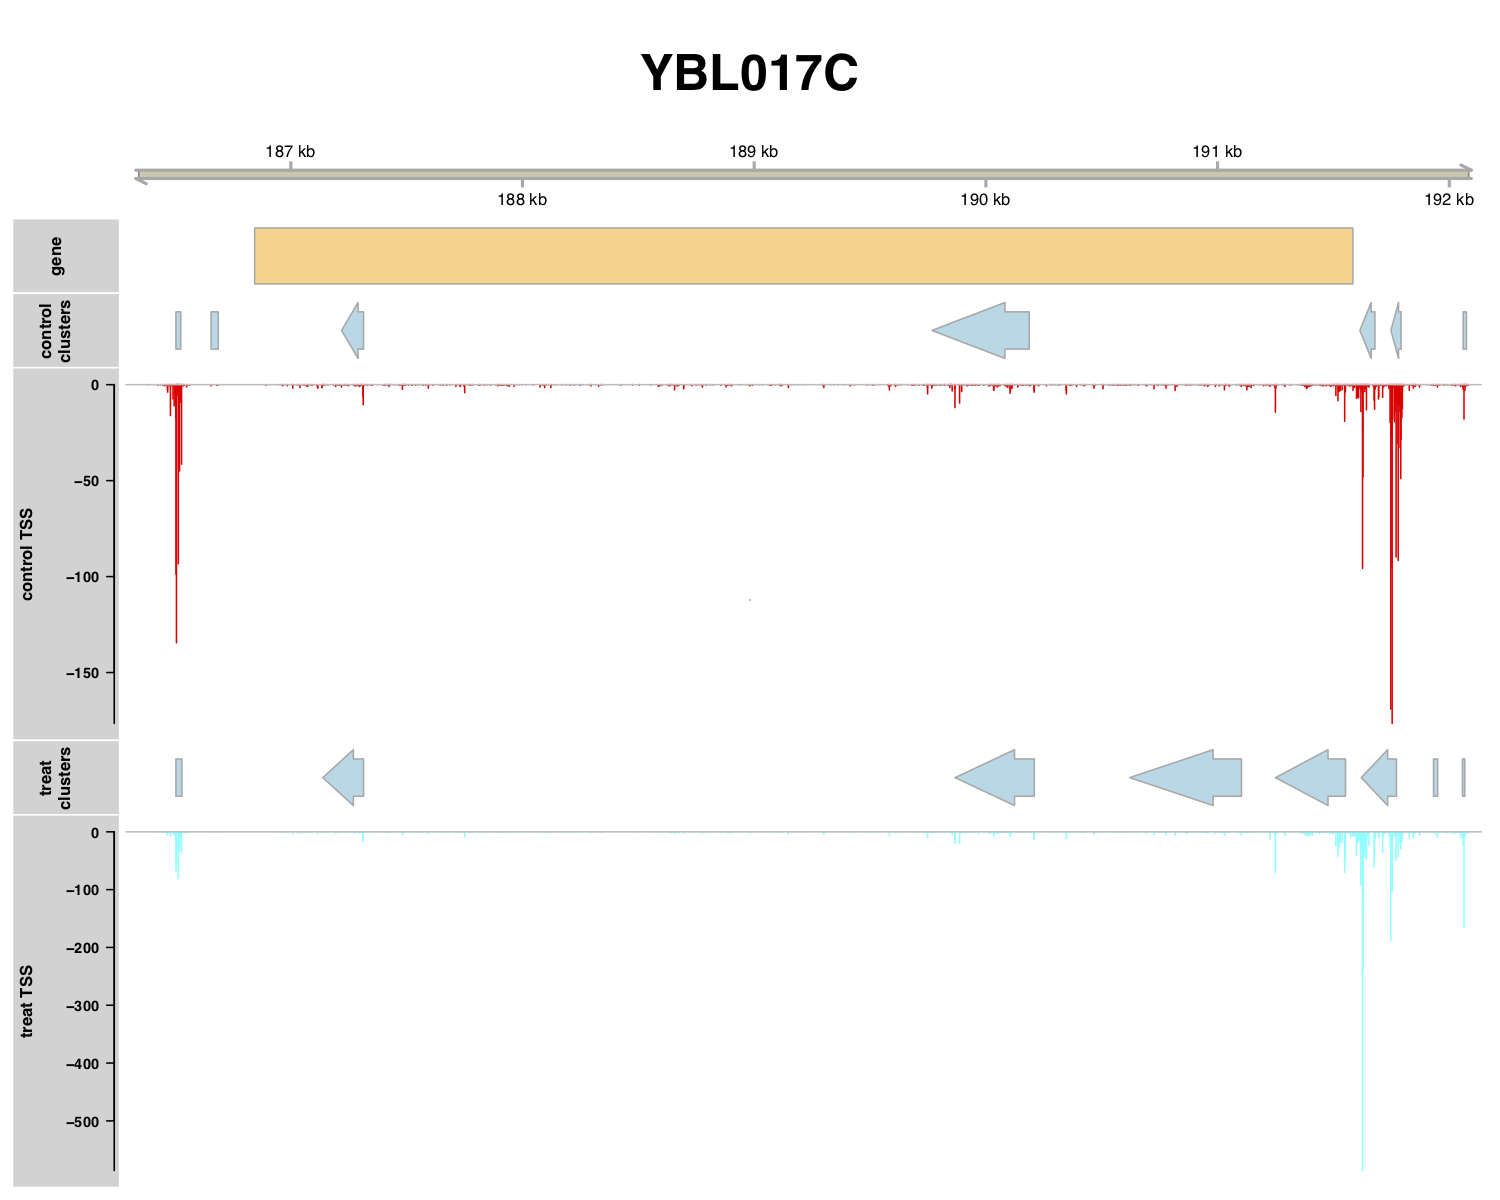 YBL017C
187 kb
189 kb
191 kb
188 kb
190 kb
192 kb
gene
control
clusters
control TSS
0
−50
−100
−150
treat
clusters
treat TSS
0
−100
−200
−300
−400
−500